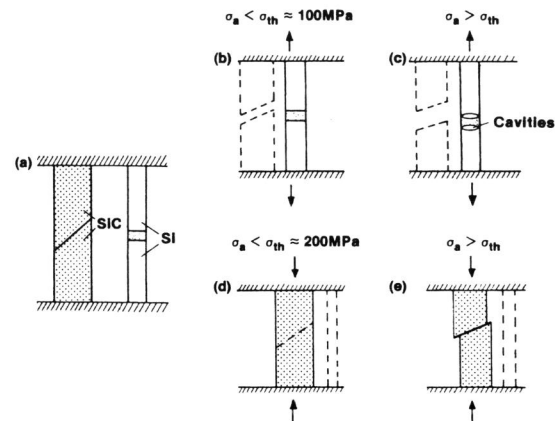 σa < σth ≈ 100MPa
σa > σth
(b)
(c)
Cavities
(a)
SiC
Si
σa < σth ≈ 200MPa
σa > σth
(d)
(e)